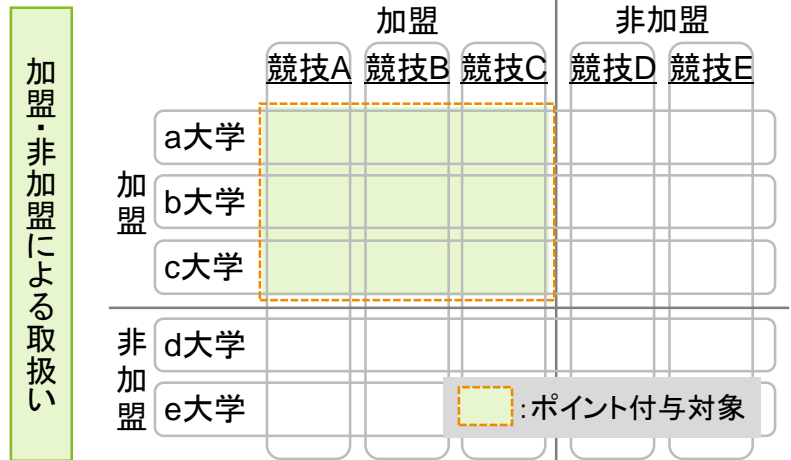 加盟・非加盟による取扱い
加盟 非加盟
競技A 競技B 競技C 競技D 競技E
加盟
a大学
b大学
c大学
非加盟
d大学
e大学
:ポイント付与対象